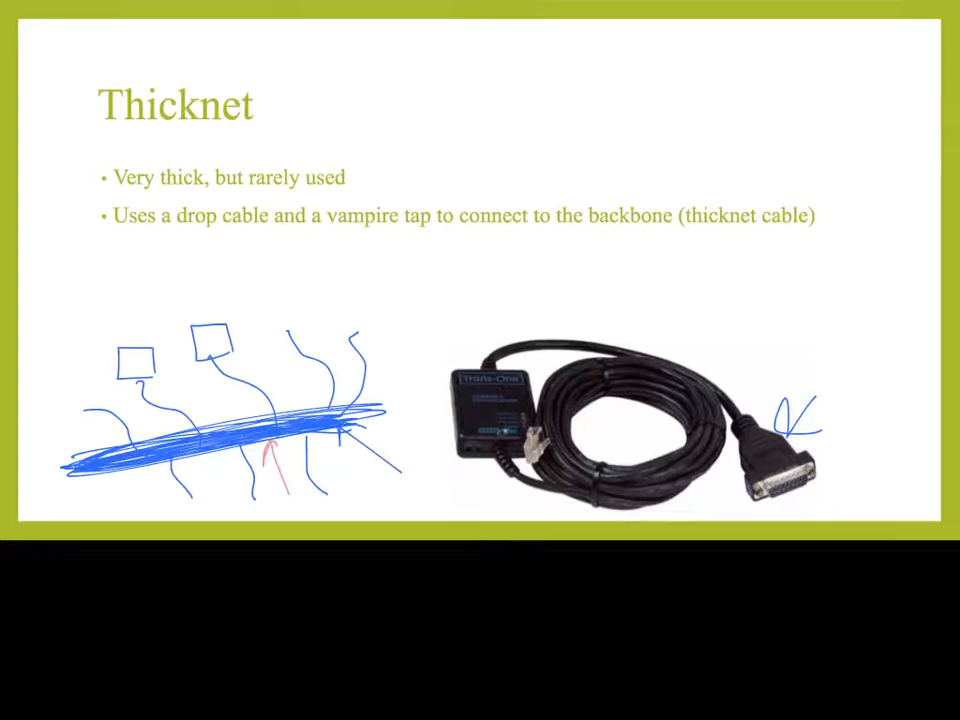 Thicknet
• Very thick, but rarely used
• Uses a drop cable and a vampire tap to connect to the backbone (thicknet cable)
Trans-One